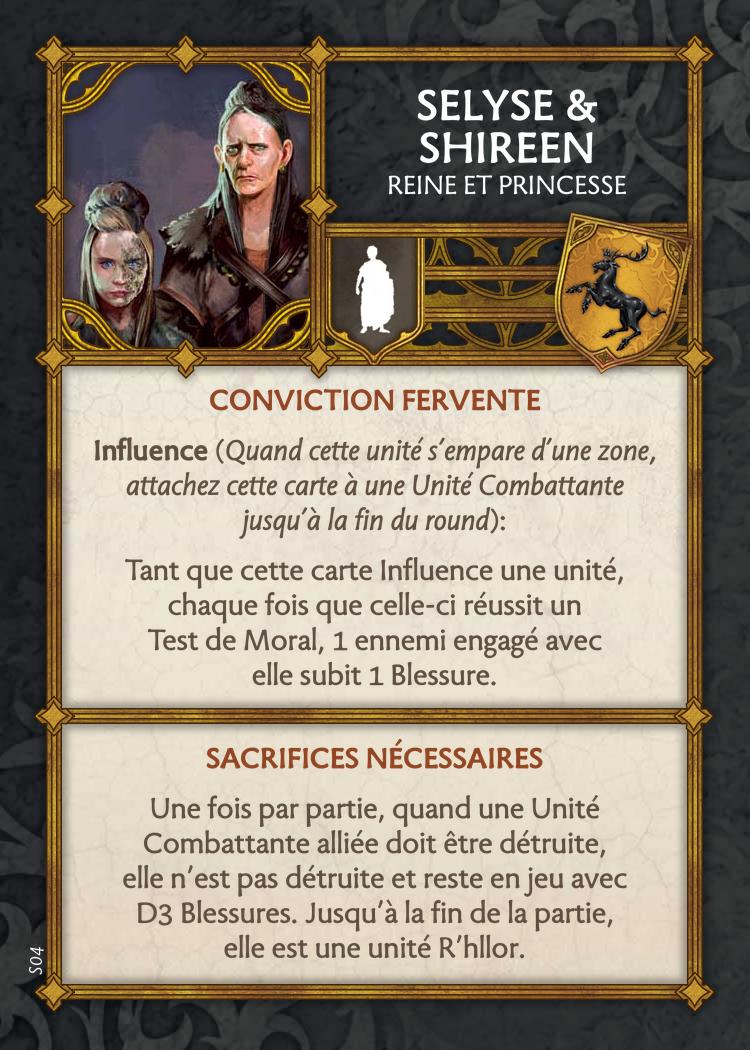 SELYSE &
SHIREEN
REINE ET PRINCESSE
CONVICTION FERVENTE
Influence (Quand cette unité s'empare d'une zone,
attachez cette carte à une Unité Combattante
jusqu'à la fin du round):
Tant que cette carte Influence une unité,
chaque fois que celle-ci réussit un
Test de Moral, 1 ennemi engagé avec
elle subit 1 Blessure.
SACRIFICES NÉCESSAIRES
Une fois par partie, quand une Unité
Combattante alliée doit être détruite,
elle n'est pas détruite et reste en jeu avec
D3 Blessures. Jusqu'à la fin de la partie,
elle est une unité R'hllor.
S04